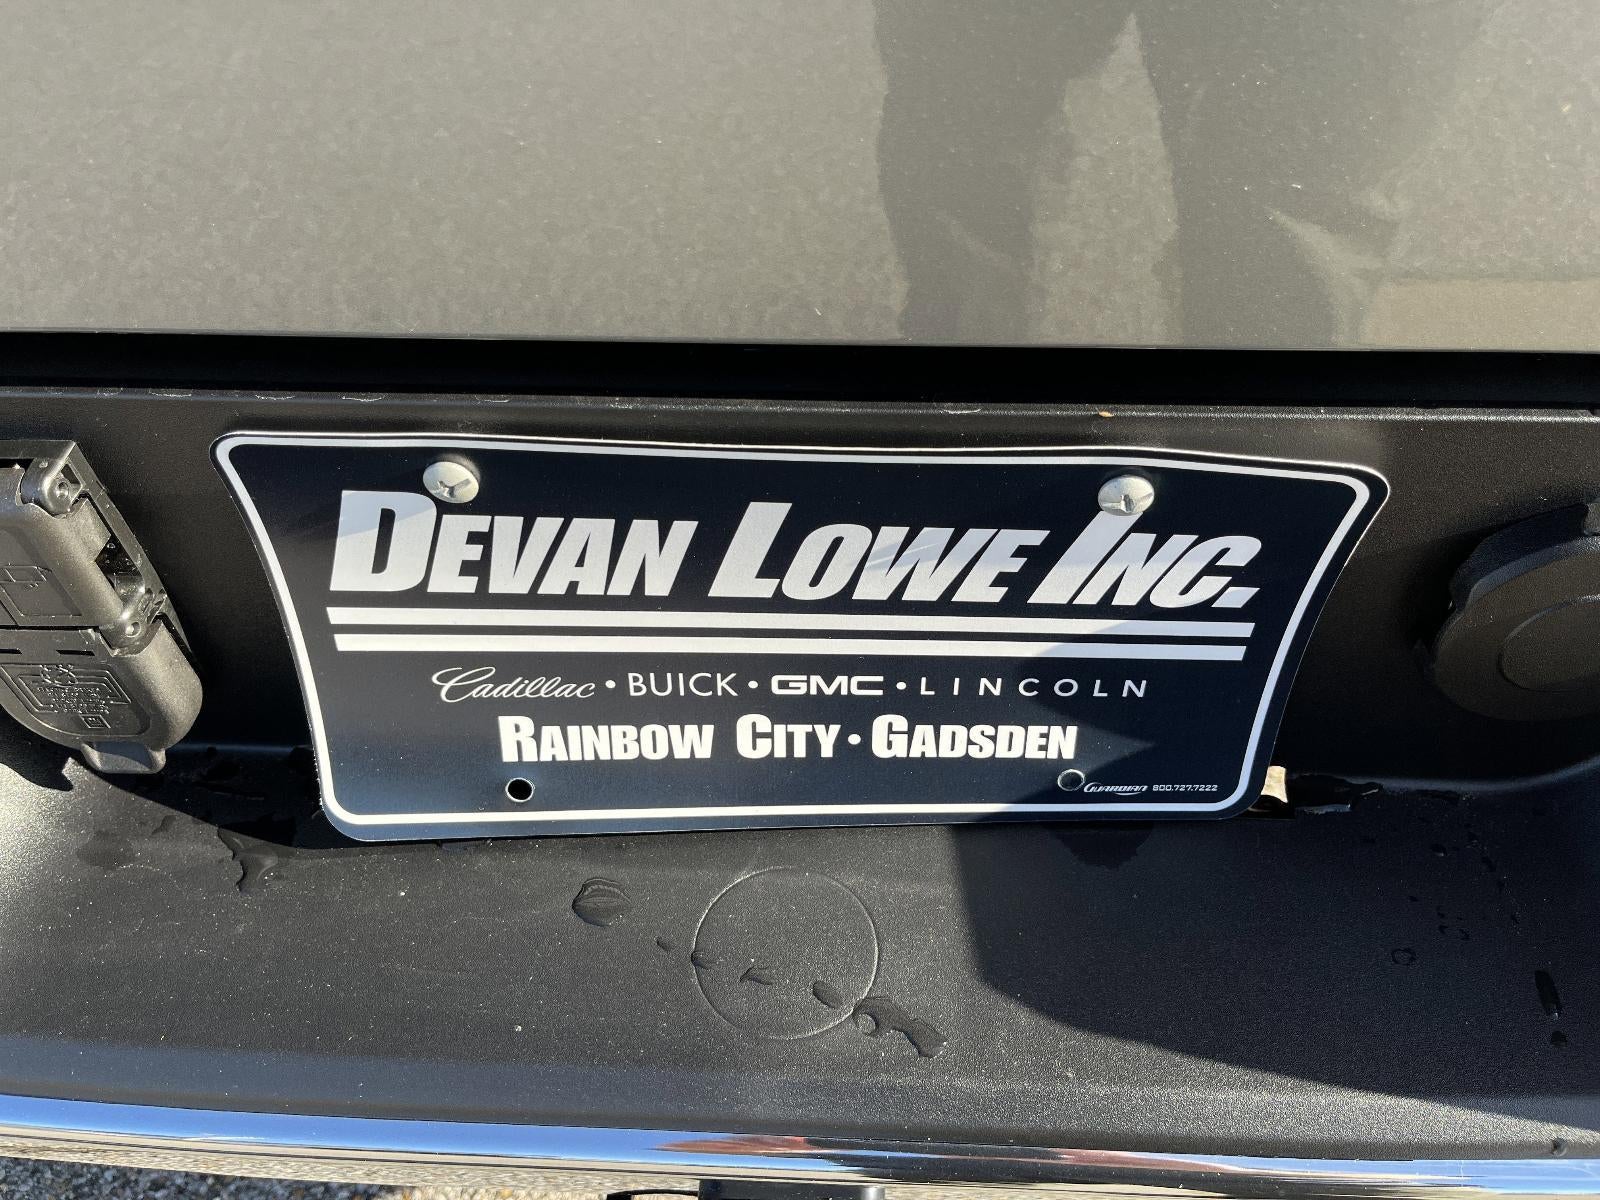 DEVAN LOWE INC.
Cadillac • BUICK • GMC • LINCOLN
RAINBOW CITY • GADSDEN
GUARDIAN 800.727.7222